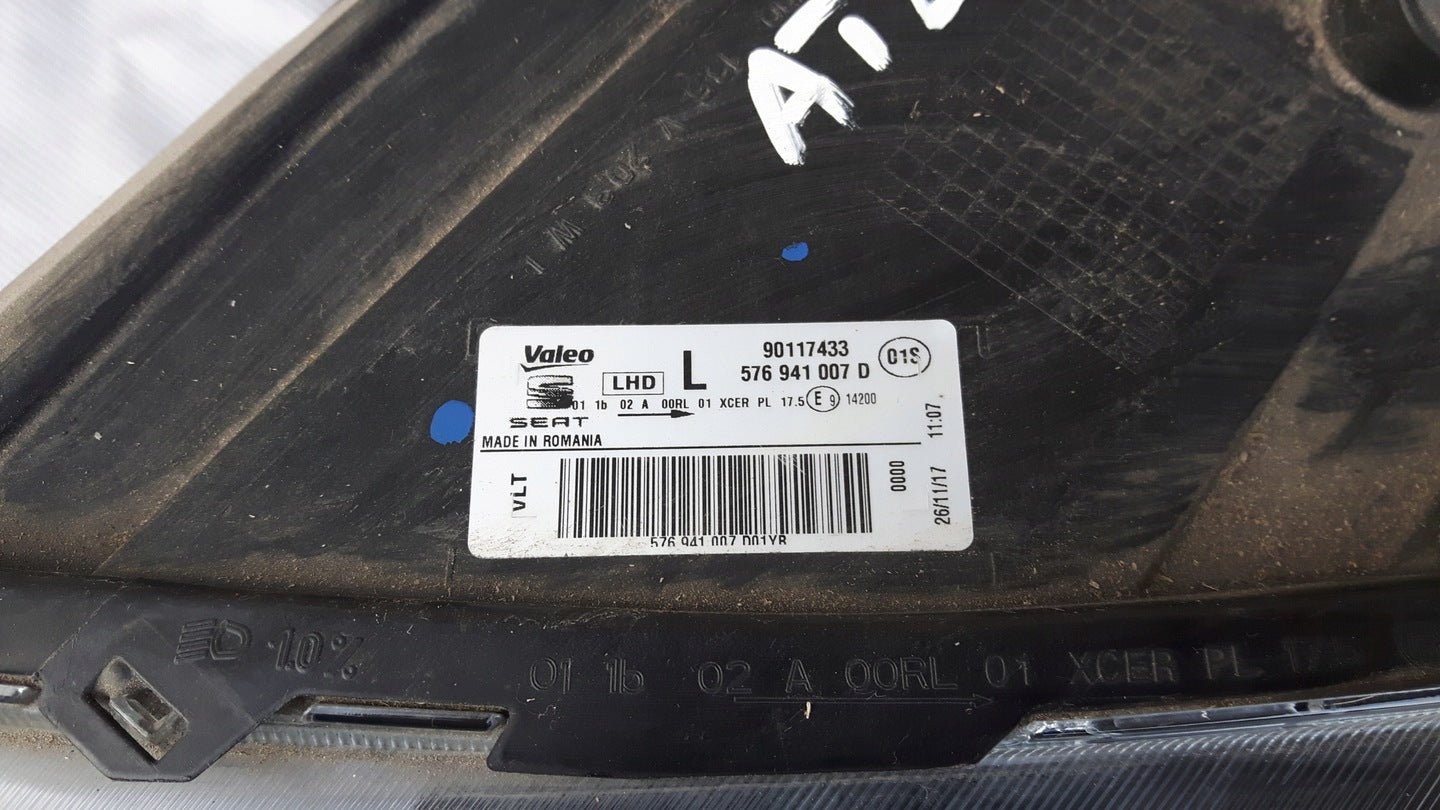 Valeo
LHD
L
90117433
576 941 007 D
01S
01 1b 02 A 00RL 01 XCER PL 17.5 E 9 14200
SEAT
MADE IN ROMANIA
VLT
0000
26/11/17 11:07
576 941 007 D01YB
10%
01 1b 02 A 00RL 01 XCER PL 17.5